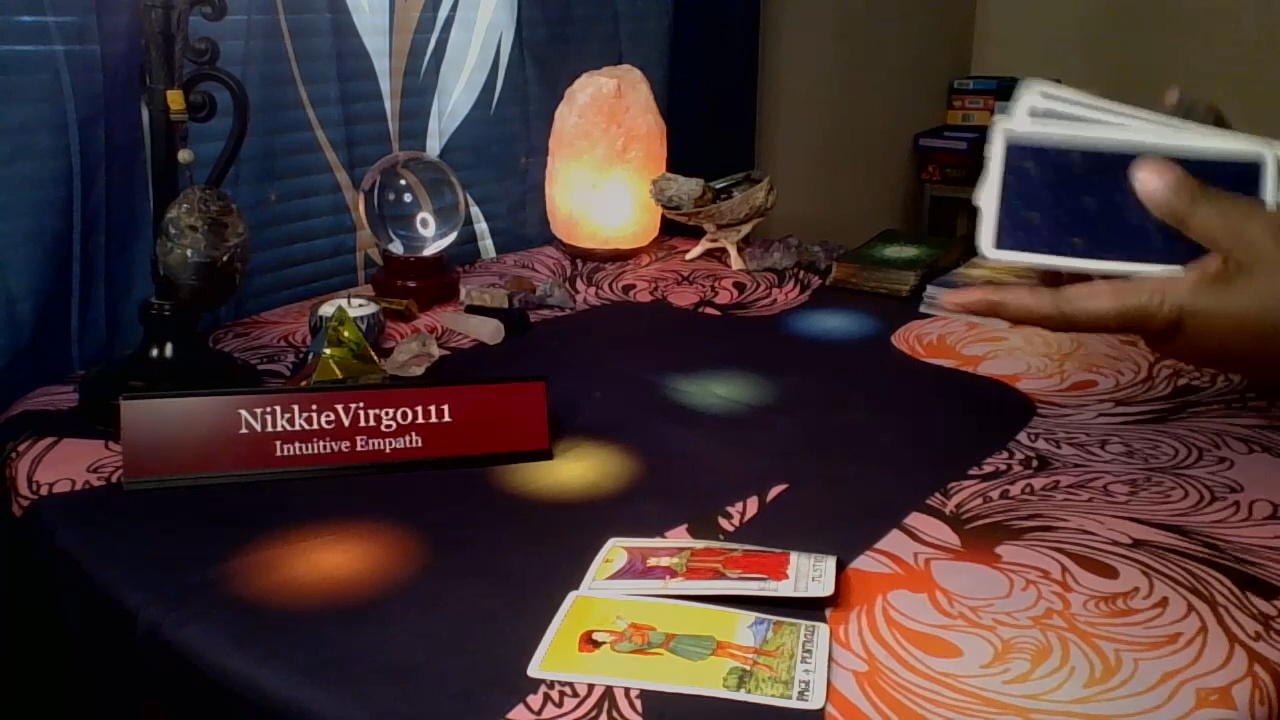 NikkieVirgo111
Intuitive Empath
JUSTICE
PAGE of PENTACLES